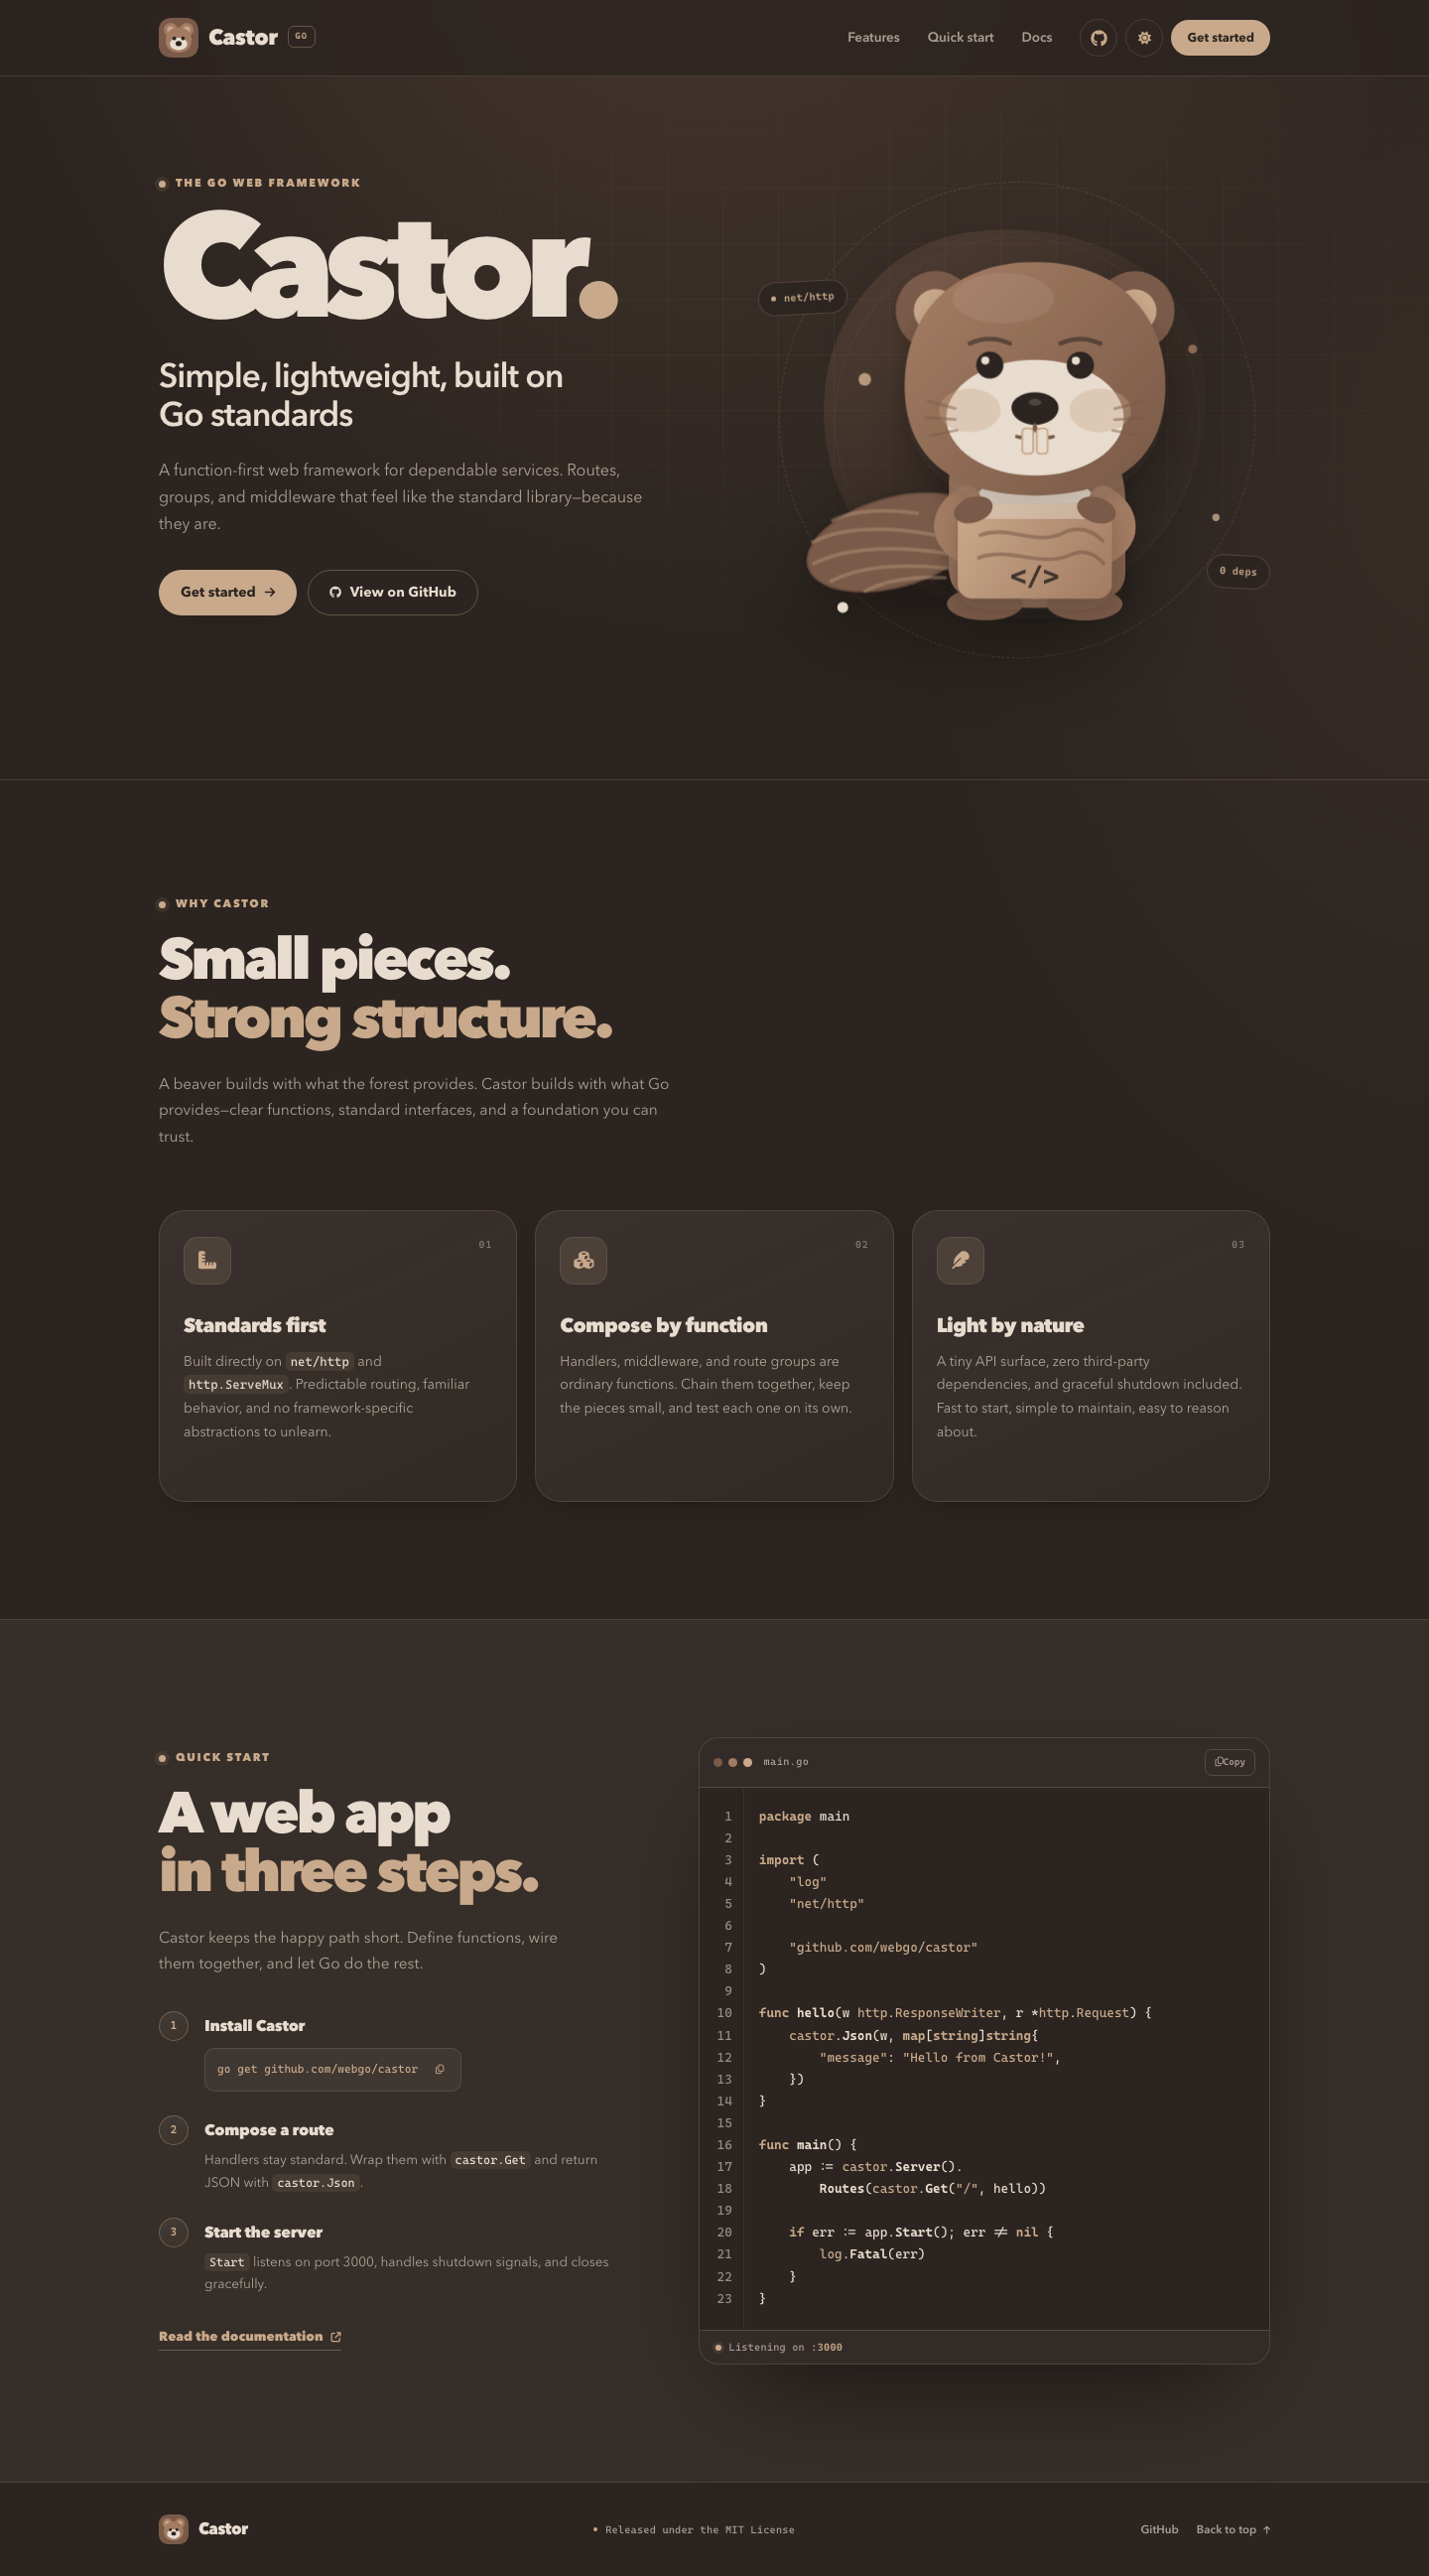 Castor GO Features Quick start Docs Get started
THE GO WEB FRAMEWORK
Castor.
Simple, lightweight, built on
Go standards
A function-first web framework for dependable services. Routes,
groups, and middleware that feel like the standard library—because
they are.
Get started → View on GitHub
net/http
</>
0 deps
WHY CASTOR
Small pieces.
Strong structure.
A beaver builds with what the forest provides. Castor builds with what Go
provides—clear functions, standard interfaces, and a foundation you can
trust.
01
Standards first
Built directly on net/http and
http.ServeMux. Predictable routing, familiar
behavior, and no framework-specific
abstractions to unlearn.
02
Compose by function
Handlers, middleware, and route groups are
ordinary functions. Chain them together, keep
the pieces small, and test each one on its own.
03
Light by nature
A tiny API surface, zero third-party
dependencies, and graceful shutdown included.
Fast to start, simple to maintain, easy to reason
about.
QUICK START
A web app
in three steps.
Castor keeps the happy path short. Define functions, wire
them together, and let Go do the rest.
1 Install Castor
go get github.com/webgo/castor
2 Compose a route
Handlers stay standard. Wrap them with castor.Get and return
JSON with castor.Json.
3 Start the server
Start listens on port 3000, handles shutdown signals, and closes
gracefully.
Read the documentation
main.go Copy
1 package main
2
3 import (
4     "log"
5     "net/http"
6
7     "github.com/webgo/castor"
8 )
9
10 func hello(w http.ResponseWriter, r *http.Request) {
11     castor.Json(w, map[string]string{
12         "message": "Hello from Castor!",
13     })
14 }
15
16 func main() {
17     app := castor.Server().
18         Routes(castor.Get("/", hello))
19
20     if err := app.Start(); err != nil {
21         log.Fatal(err)
22     }
23 }
Listening on :3000
Castor
Released under the MIT License
GitHub Back to top ↑